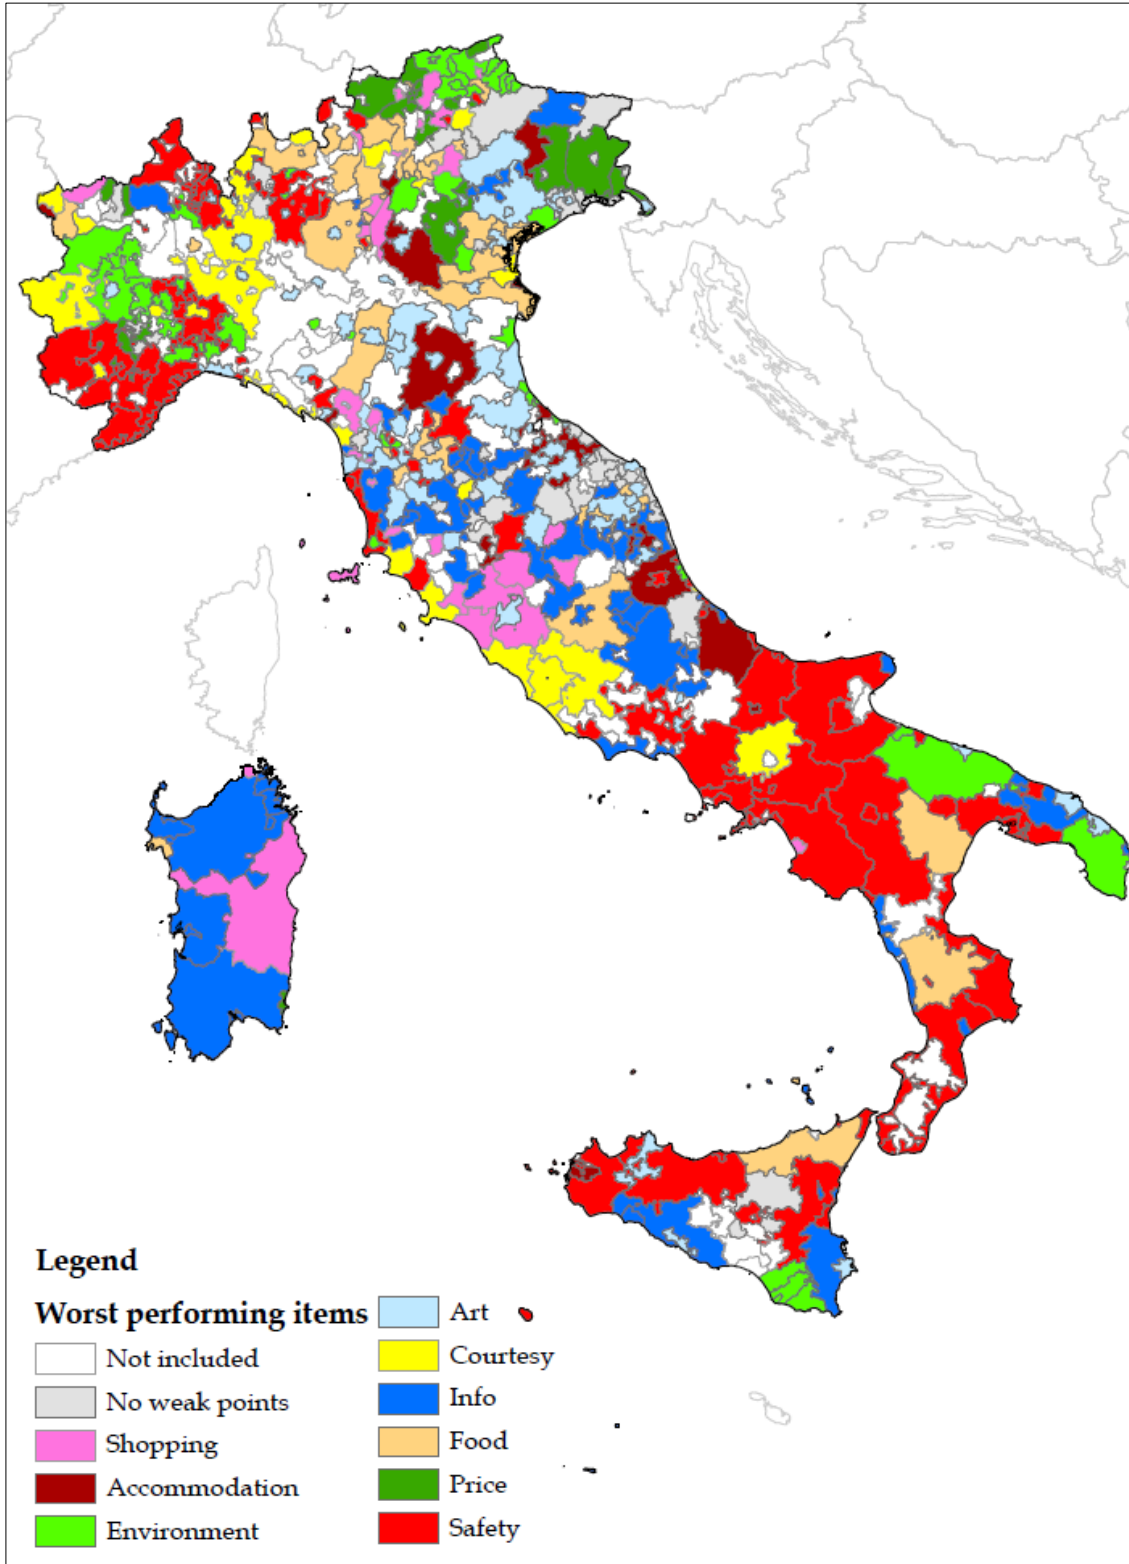 Legend
Worst performing items
Not included
No weak points
Shopping
Accommodation
Environment
Art
Courtesy
Info
Food
Price
Safety